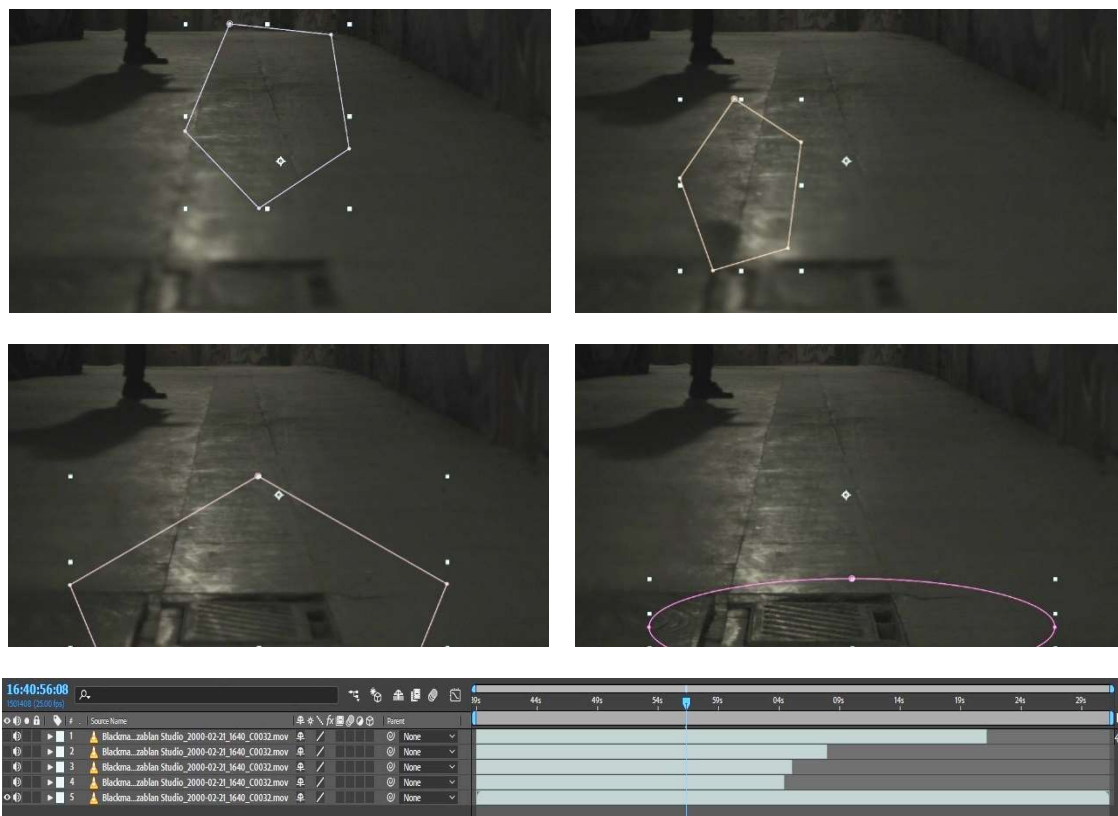 16:40:56:08
1501408 (25.00 fps)
39s 44s 49s 54s 59s 04s 09s 14s 19s 24s 29s
# Source Name fx Parent
1 Blackma...zablan Studio_2000-02-21_1640_C0032.mov None
2 Blackma...zablan Studio_2000-02-21_1640_C0032.mov None
3 Blackma...zablan Studio_2000-02-21_1640_C0032.mov None
4 Blackma...zablan Studio_2000-02-21_1640_C0032.mov None
5 Blackma...zablan Studio_2000-02-21_1640_C0032.mov None